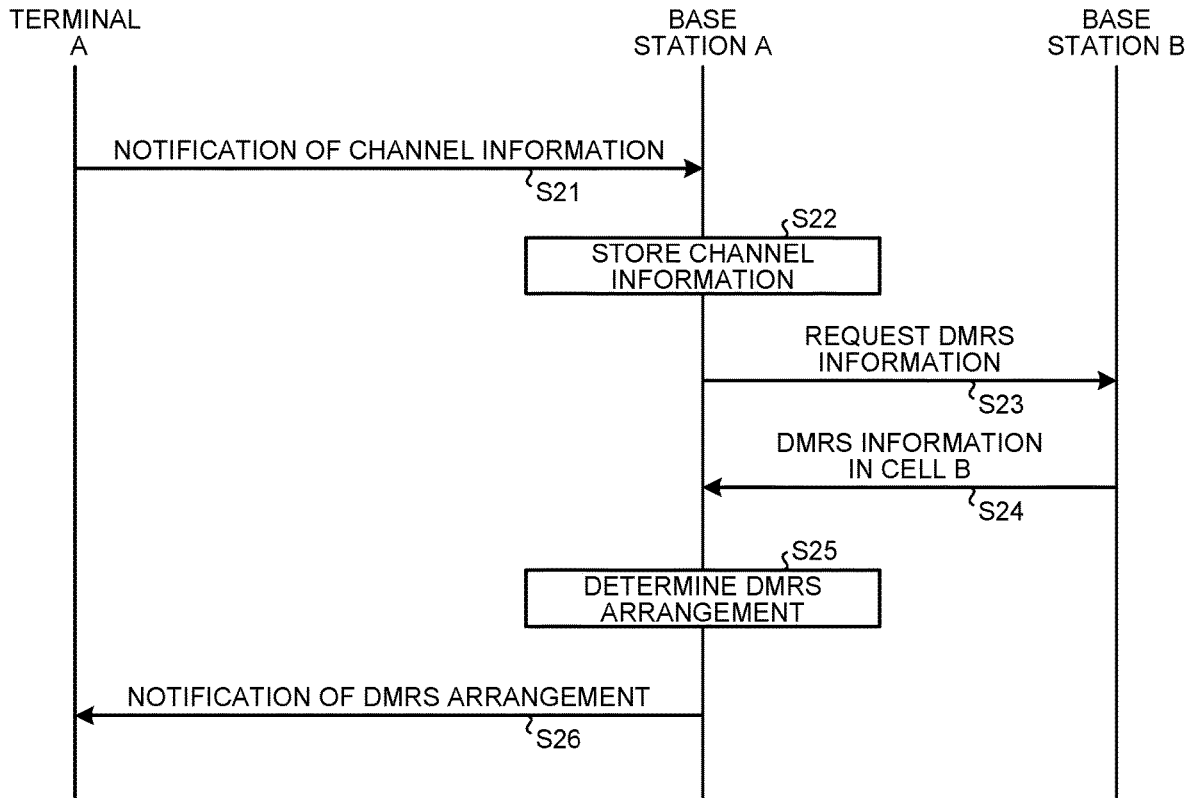 TERMINAL
A
BASE
STATION A
BASE
STATION B
NOTIFICATION OF CHANNEL INFORMATION
S21
S22
STORE CHANNEL
INFORMATION
REQUEST DMRS
INFORMATION
S23
DMRS INFORMATION
IN CELL B
S24
S25
DETERMINE DMRS
ARRANGEMENT
NOTIFICATION OF DMRS ARRANGEMENT
S26